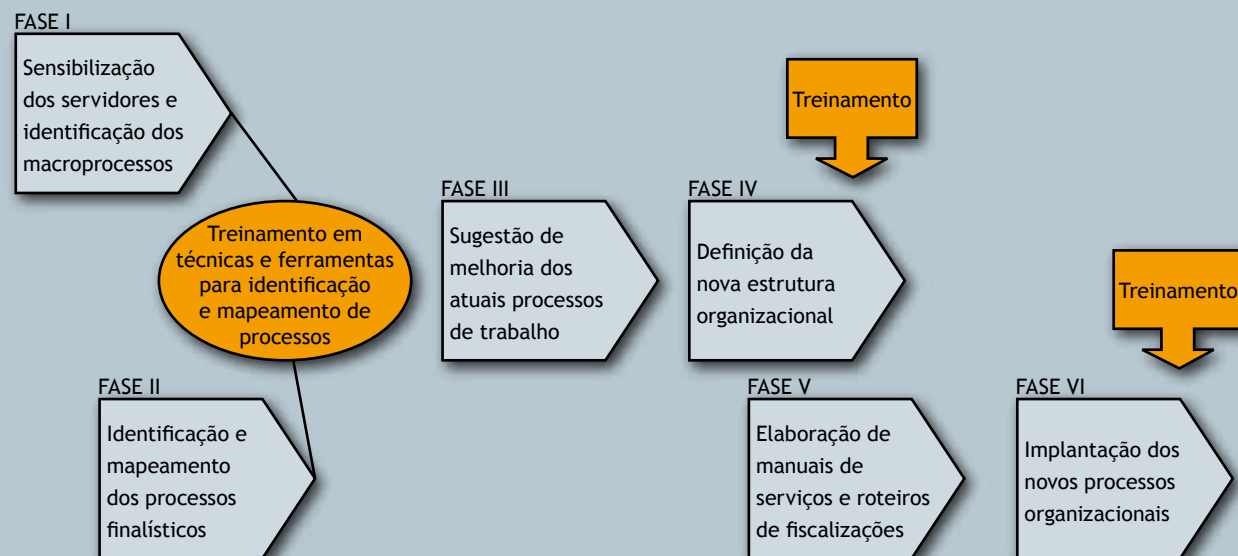 FASE I
Sensibilização
dos servidores e
identificação dos
macroprocessos
Treinamento em
técnicas e ferramentas
para identificação
e mapeamento de
processos
FASE II
Identificação e
mapeamento
dos processos
finalísticos
FASE III
Sugestão de
melhoria dos
atuais processos
de trabalho
Treinamento
FASE IV
Definição da
nova estrutura
organizacional
FASE V
Elaboração de
manuais de
serviços e roteiros
de fiscalizações
Treinamento
FASE VI
Implantação dos
novos processos
organizacionais